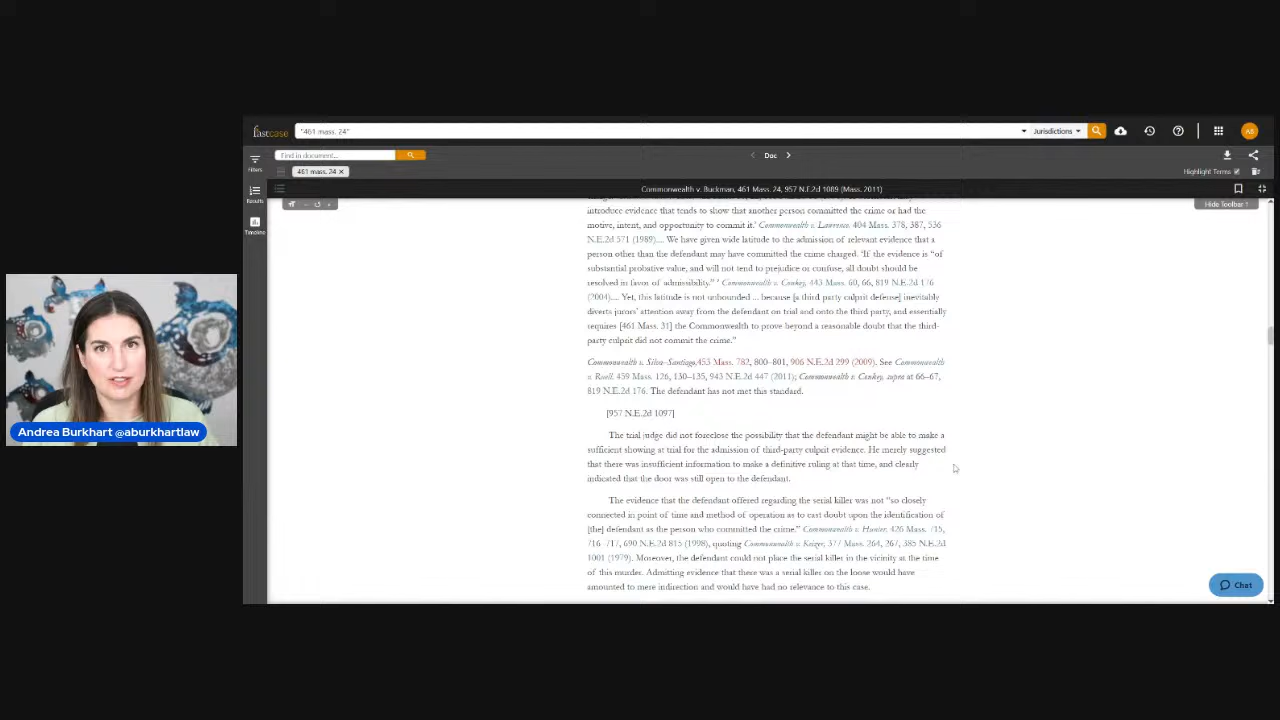 fastcase
"461 mass. 24"
Jurisdictions
AB
Find in document...
Doc
Filters
461 mass. 24 ×
Highlight Terms
Results
Commonwealth v. Buckman, 461 Mass. 24, 957 N.E.2d 1089 (Mass. 2011)
Hide Toolbar
Timeline
introduce evidence that tends to show that another person committed the crime or had the
motive, intent, and opportunity to commit it.' Commonwealth v. Lawrence, 404 Mass. 378, 387, 536
N.E.2d 571 (1989).... We have given wide latitude to the admission of relevant evidence that a
person other than the defendant may have committed the crime charged. 'If the evidence is "of
substantial probative value, and will not tend to prejudice or confuse, all doubt should be
resolved in favor of admissibility." ' Commonwealth v. Conkey, 443 Mass. 60, 66, 819 N.E.2d 176
(2004).... Yet, this latitude is not unbounded ... because [a third party culprit defense] inevitably
diverts jurors' attention away from the defendant on trial and onto the third party, and essentially
requires [461 Mass. 31] the Commonwealth to prove beyond a reasonable doubt that the third-
party culprit did not commit the crime."
Commonwealth v. Silva–Santiago,453 Mass. 782, 800–801, 906 N.E.2d 299 (2009). See Commonwealth
v. Ruell, 459 Mass. 126, 130–135, 943 N.E.2d 447 (2011); Commonwealth v. Conkey, supra at 66–67,
819 N.E.2d 176. The defendant has not met this standard.
[957 N.E.2d 1097]
The trial judge did not foreclose the possibility that the defendant might be able to make a
sufficient showing at trial for the admission of third-party culprit evidence. He merely suggested
that there was insufficient information to make a definitive ruling at that time, and clearly
indicated that the door was still open to the defendant.
The evidence that the defendant offered regarding the serial killer was not "so closely
connected in point of time and method of operation as to cast doubt upon the identification of
[the] defendant as the person who committed the crime." Commonwealth v. Hunter, 426 Mass. 715,
716–717, 690 N.E.2d 815 (1998), quoting Commonwealth v. Keizer, 377 Mass. 264, 267, 385 N.E.2d
1001 (1979). Moreover, the defendant could not place the serial killer in the vicinity at the time
of this murder. Admitting evidence that there was a serial killer on the loose would have
amounted to mere indirection and would have had no relevance to this case.
Chat
Andrea Burkhart @aburkhartlaw